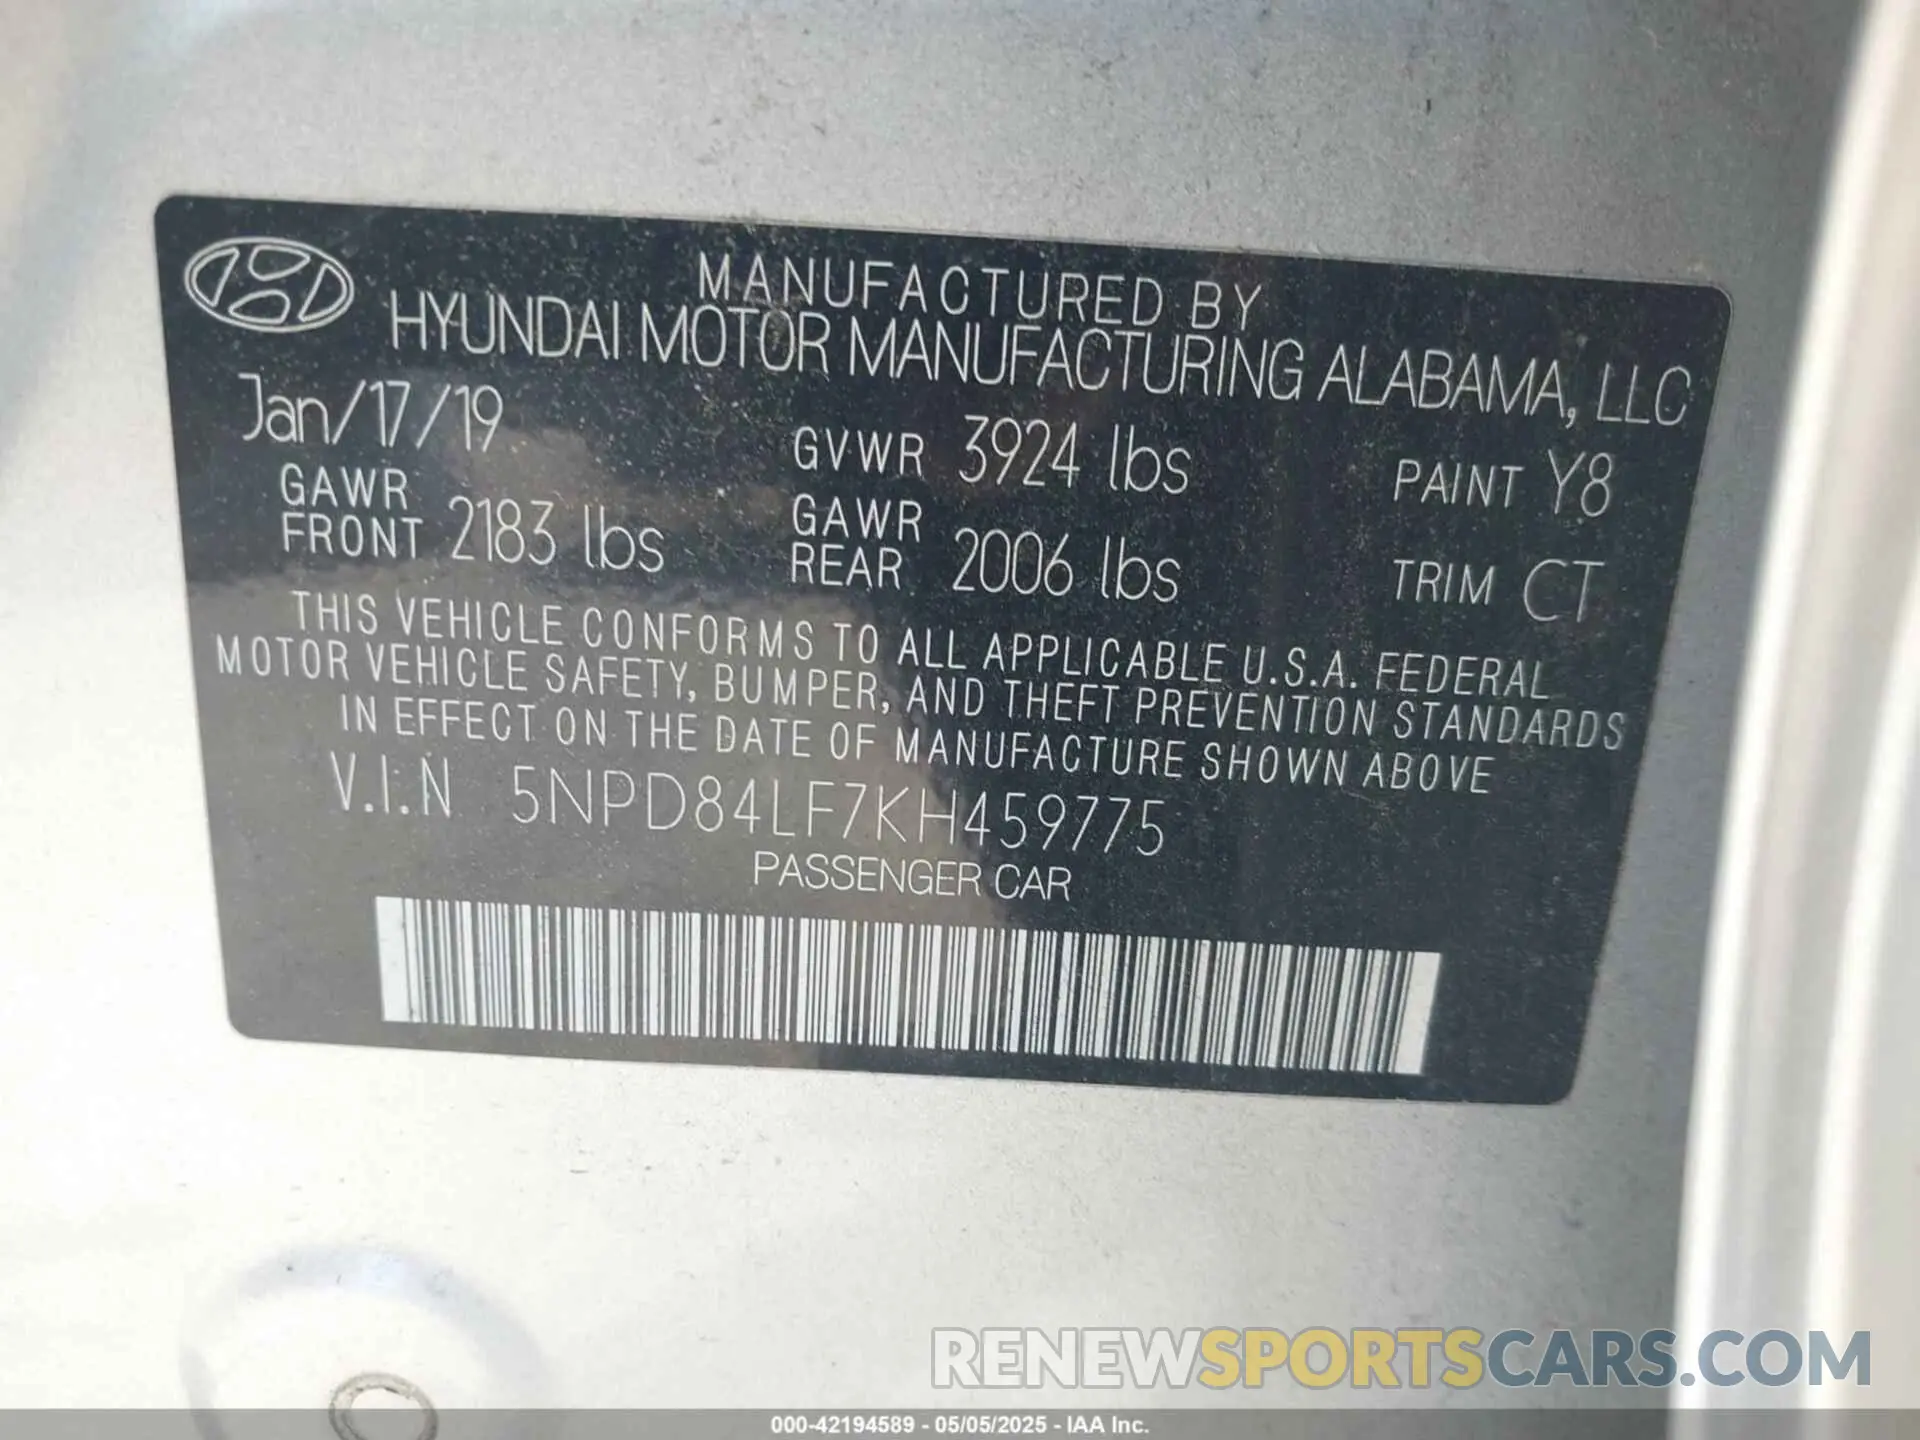 MANUFACTURED BY
HYUNDAI MOTOR MANUFACTURING ALABAMA, LLC
Jan/17/19 GVWR 3924 lbs PAINT Y8
GAWR FRONT 2183 lbs GAWR REAR 2006 lbs TRIM CT
THIS VEHICLE CONFORMS TO ALL APPLICABLE U.S.A. FEDERAL
MOTOR VEHICLE SAFETY, BUMPER, AND THEFT PREVENTION STANDARDS
IN EFFECT ON THE DATE OF MANUFACTURE SHOWN ABOVE
V.I.N 5NPD84LF7KH459775
PASSENGER CAR
RENEWSPORTSCARS.COM
000-42194589 - 05/05/2025 - IAA Inc.